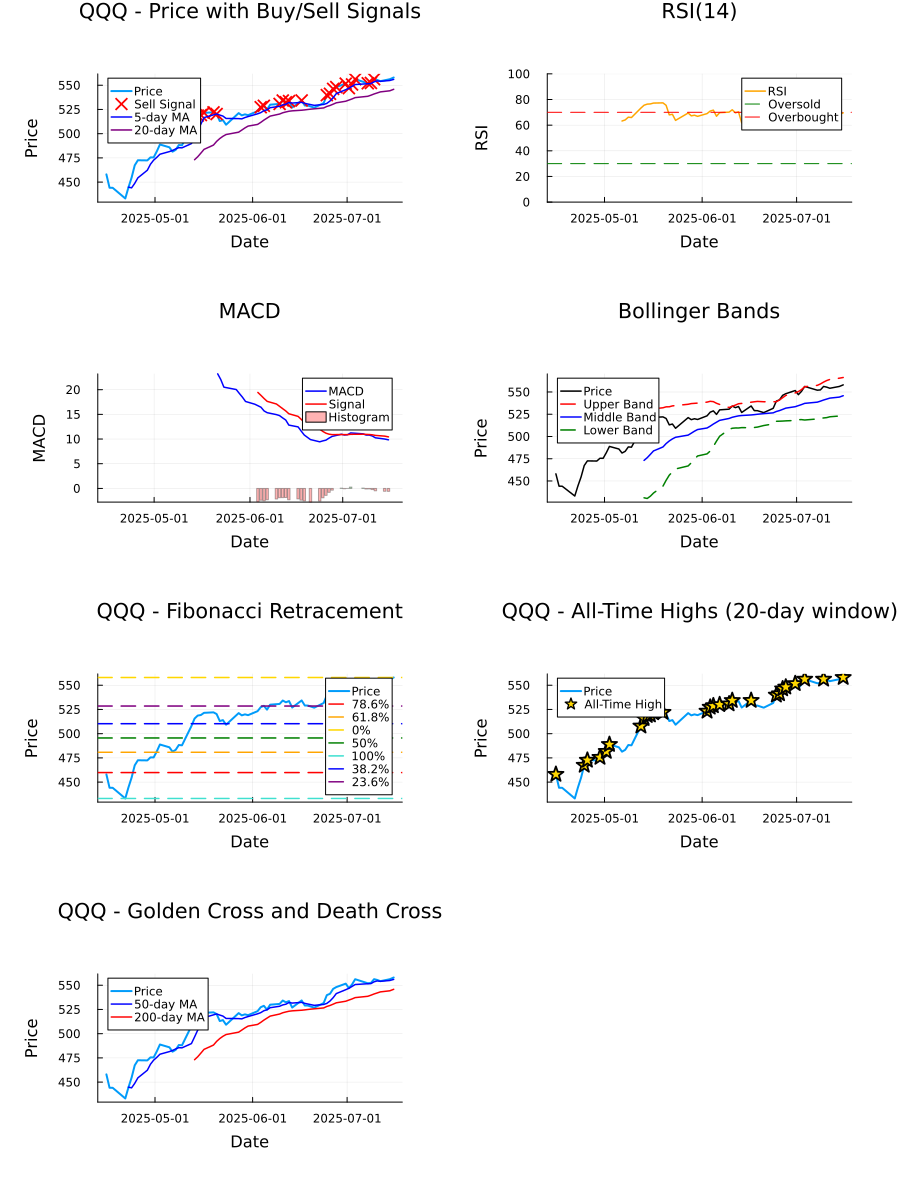 QQQ - Price with Buy/Sell Signals
Price
550
525
500
475
450
Price
Sell Signal
5-day MA
20-day MA
2025-05-01
2025-06-01
2025-07-01
Date
RSI(14)
RSI
100
80
60
40
20
0
RSI
Oversold
Overbought
2025-05-01
2025-06-01
2025-07-01
Date
MACD
MACD
20
15
10
5
0
MACD
Signal
Histogram
2025-05-01
2025-06-01
2025-07-01
Date
Bollinger Bands
Price
550
525
500
475
450
Price
Upper Band
Middle Band
Lower Band
2025-05-01
2025-06-01
2025-07-01
Date
QQQ - Fibonacci Retracement
Price
550
525
500
475
450
Price
78.6%
61.8%
0%
50%
100%
38.2%
23.6%
2025-05-01
2025-06-01
2025-07-01
Date
QQQ - All-Time Highs (20-day window)
Price
550
525
500
475
450
Price
All-Time High
2025-05-01
2025-06-01
2025-07-01
Date
QQQ - Golden Cross and Death Cross
Price
550
525
500
475
450
Price
50-day MA
200-day MA
2025-05-01
2025-06-01
2025-07-01
Date